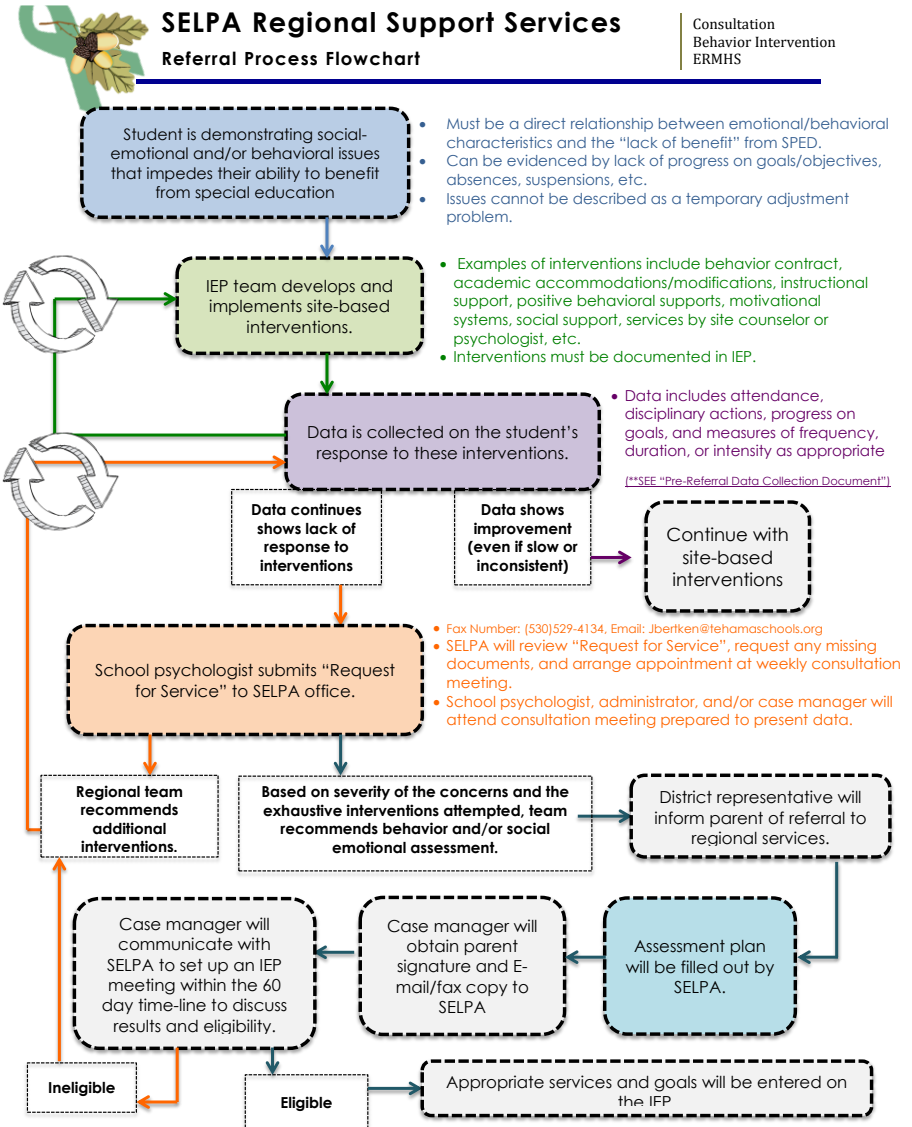 SELPA Regional Support Services
Referral Process Flowchart
Consultation
Behavior Intervention
ERMHS
Student is demonstrating social-
emotional and/or behavioral issues
that impedes their ability to benefit
from special education
• Must be a direct relationship between emotional/behavioral
characteristics and the “lack of benefit” from SPED.
• Can be evidenced by lack of progress on goals/objectives,
absences, suspensions, etc.
• Issues cannot be described as a temporary adjustment
problem.
IEP team develops and
implements site-based
interventions.
• Examples of interventions include behavior contract,
academic accommodations/modifications, instructional
support, positive behavioral supports, motivational
systems, social support, services by site counselor or
psychologist, etc.
• Interventions must be documented in IEP.
Data is collected on the student’s
response to these interventions.
• Data includes attendance,
disciplinary actions, progress on
goals, and measures of frequency,
duration, or intensity as appropriate
(**SEE “Pre-Referral Data Collection Document”)
Data continues
shows lack of
response to
interventions
Data shows
improvement
(even if slow or
inconsistent)
Continue with
site-based
interventions
School psychologist submits “Request
for Service” to SELPA office.
• Fax Number: (530)529-4134, Email: Jbertken@tehamaschools.org
• SELPA will review “Request for Service”, request any missing
documents, and arrange appointment at weekly consultation
meeting.
• School psychologist, administrator, and/or case manager will
attend consultation meeting prepared to present data.
Regional team
recommends
additional
interventions.
Based on severity of the concerns and the
exhaustive interventions attempted, team
recommends behavior and/or social
emotional assessment.
District representative will
inform parent of referral to
regional services.
Case manager will
communicate with
SELPA to set up an IEP
meeting within the 60
day time-line to discuss
results and eligibility.
Case manager will
obtain parent
signature and E-
mail/fax copy to
SELPA
Assessment plan
will be filled out by
SELPA.
Ineligible
Eligible
Appropriate services and goals will be entered on
the IEP